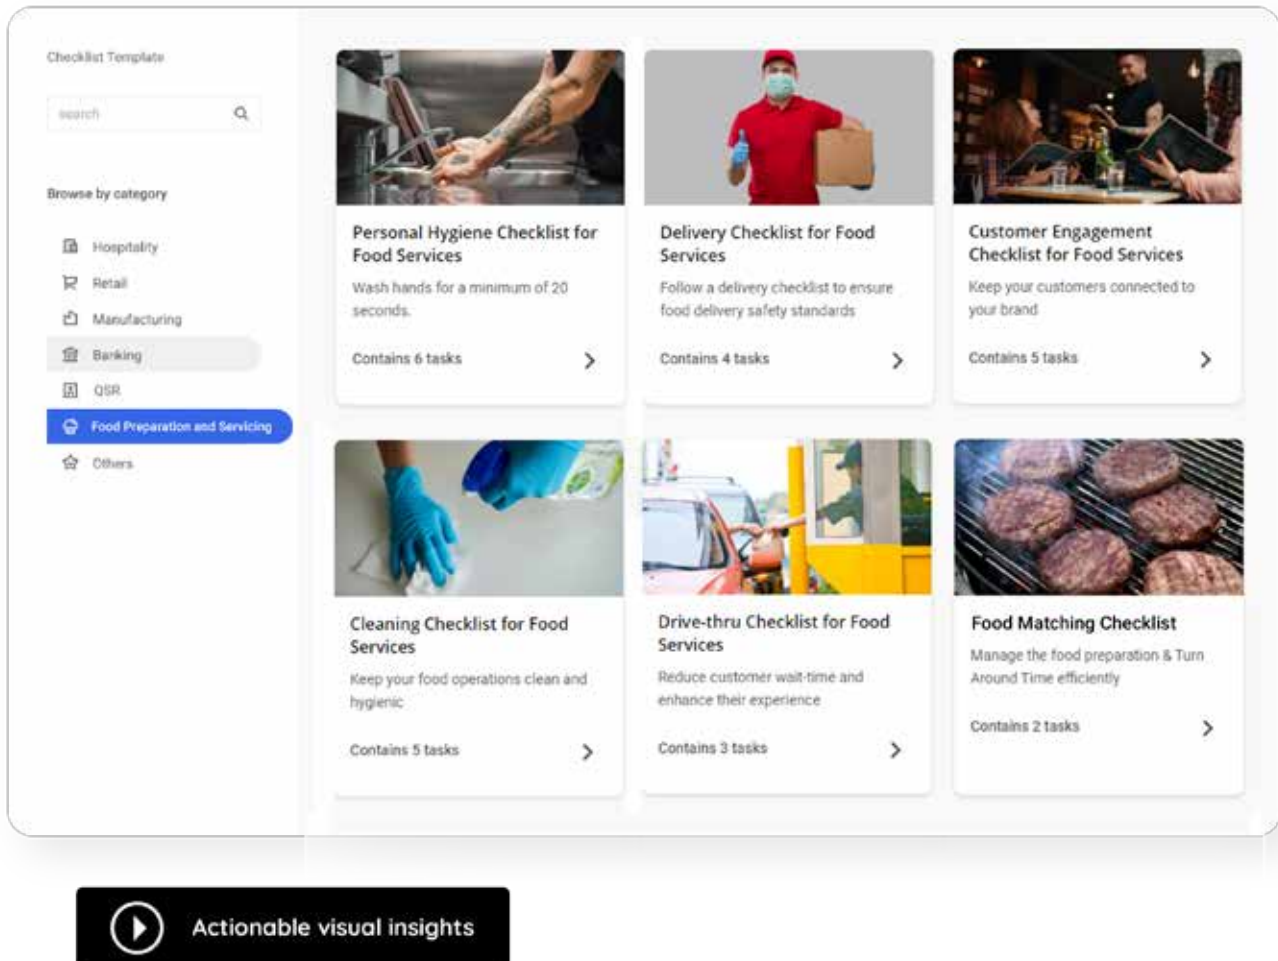 Checklist Template
search
Browse by category
Hospitality
Retail
Manufacturing
Banking
QSR
Food Preparation and Servicing
Others
Personal Hygiene Checklist for
Food Services
Wash hands for a minimum of 20
seconds.
Contains 6 tasks
Delivery Checklist for Food
Services
Follow a delivery checklist to ensure
food delivery safety standards
Contains 4 tasks
Customer Engagement
Checklist for Food Services
Keep your customers connected to
your brand
Contains 5 tasks
Cleaning Checklist for Food
Services
Keep your food operations clean and
hygienic
Contains 5 tasks
Drive-thru Checklist for Food
Services
Reduce customer wait-time and
enhance their experience
Contains 3 tasks
Food Matching Checklist
Manage the food preparation & Turn
Around Time efficiently
Contains 2 tasks
Actionable visual insights